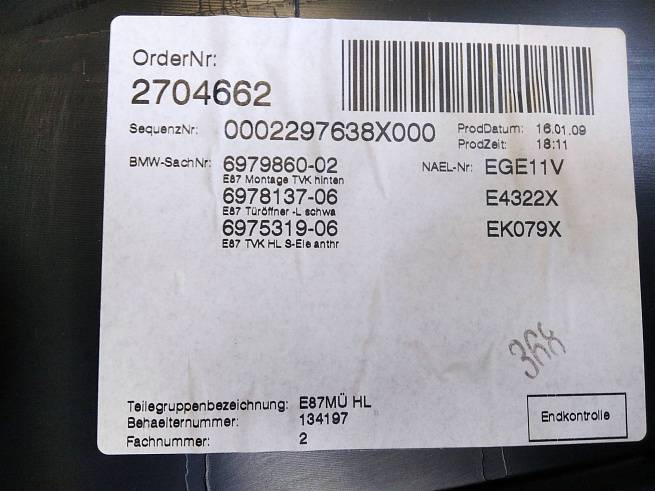 OrderNr:
2704662
SequenzNr: 0002297638X000 ProdDatum: 16.01.09
ProdZeit: 18:11
BMW-SachNr: 6979860-02 NAEL-Nr: EGE11V
E87 Montage TVK hinten
6978137-06 E4322X
E87 Türöffner -L schwa
6975319-06 EK079X
E87 TVK HL S-Ele anthr
368
Teilegruppenbezeichnung: E87MÜ HL
Behaelternummer: 134197
Fachnummer: 2
Endkontrolle